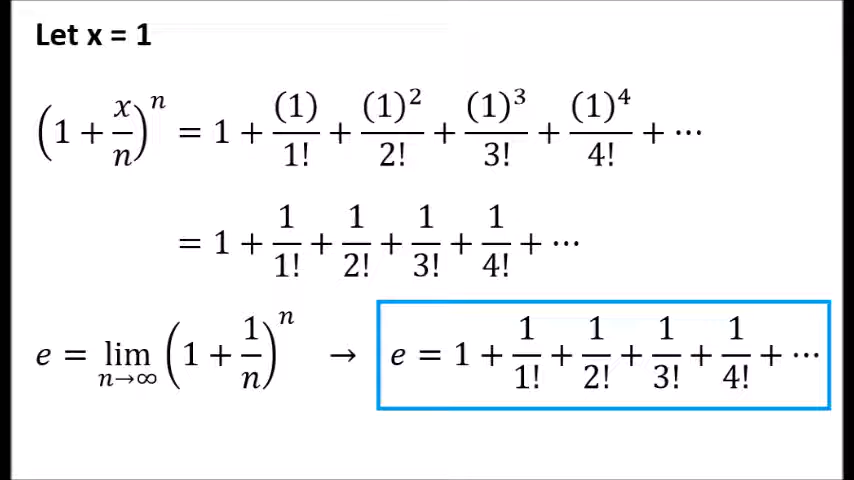 Let x = 1
(1 + x/n)^n = 1 + (1)/1! + (1)^2/2! + (1)^3/3! + (1)^4/4! + ⋯
= 1 + 1/1! + 1/2! + 1/3! + 1/4! + ⋯
e = lim n→∞ (1 + 1/n)^n → e = 1 + 1/1! + 1/2! + 1/3! + 1/4! + ⋯